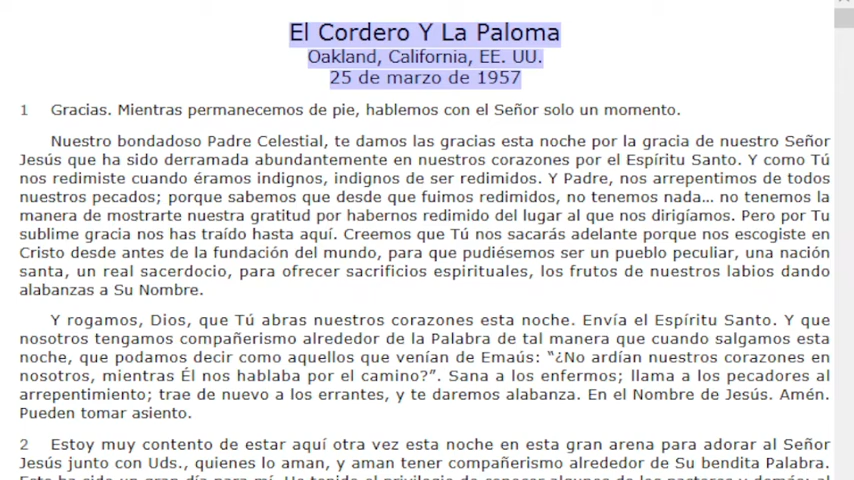 El Cordero Y La Paloma
Oakland, California, EE. UU.
25 de marzo de 1957
1 Gracias. Mientras permanecemos de pie, hablemos con el Señor solo un momento.
Nuestro bondadoso Padre Celestial, te damos las gracias esta noche por la gracia de nuestro Señor
Jesús que ha sido derramada abundantemente en nuestros corazones por el Espíritu Santo. Y como Tú
nos redimiste cuando éramos indignos, indignos de ser redimidos. Y Padre, nos arrepentimos de todos
nuestros pecados; porque sabemos que desde que fuimos redimidos, no tenemos nada... no tenemos la
manera de mostrarte nuestra gratitud por habernos redimido del lugar al que nos dirigíamos. Pero por Tu
sublime gracia nos has traído hasta aquí. Creemos que Tú nos sacarás adelante porque nos escogiste en
Cristo desde antes de la fundación del mundo, para que pudiésemos ser un pueblo peculiar, una nación
santa, un real sacerdocio, para ofrecer sacrificios espirituales, los frutos de nuestros labios dando
alabanzas a Su Nombre.
Y rogamos, Dios, que Tú abras nuestros corazones esta noche. Envía el Espíritu Santo. Y que
nosotros tengamos compañerismo alrededor de la Palabra de tal manera que cuando salgamos esta
noche, que podamos decir como aquellos que venían de Emaús: “¿No ardían nuestros corazones en
nosotros, mientras Él nos hablaba por el camino?”. Sana a los enfermos; llama a los pecadores al
arrepentimiento; trae de nuevo a los errantes, y te daremos alabanza. En el Nombre de Jesús. Amén.
Pueden tomar asiento.
2 Estoy muy contento de estar aquí otra vez esta noche en esta gran arena para adorar al Señor
Jesús junto con Uds., quienes lo aman, y aman tener compañerismo alrededor de Su bendita Palabra.